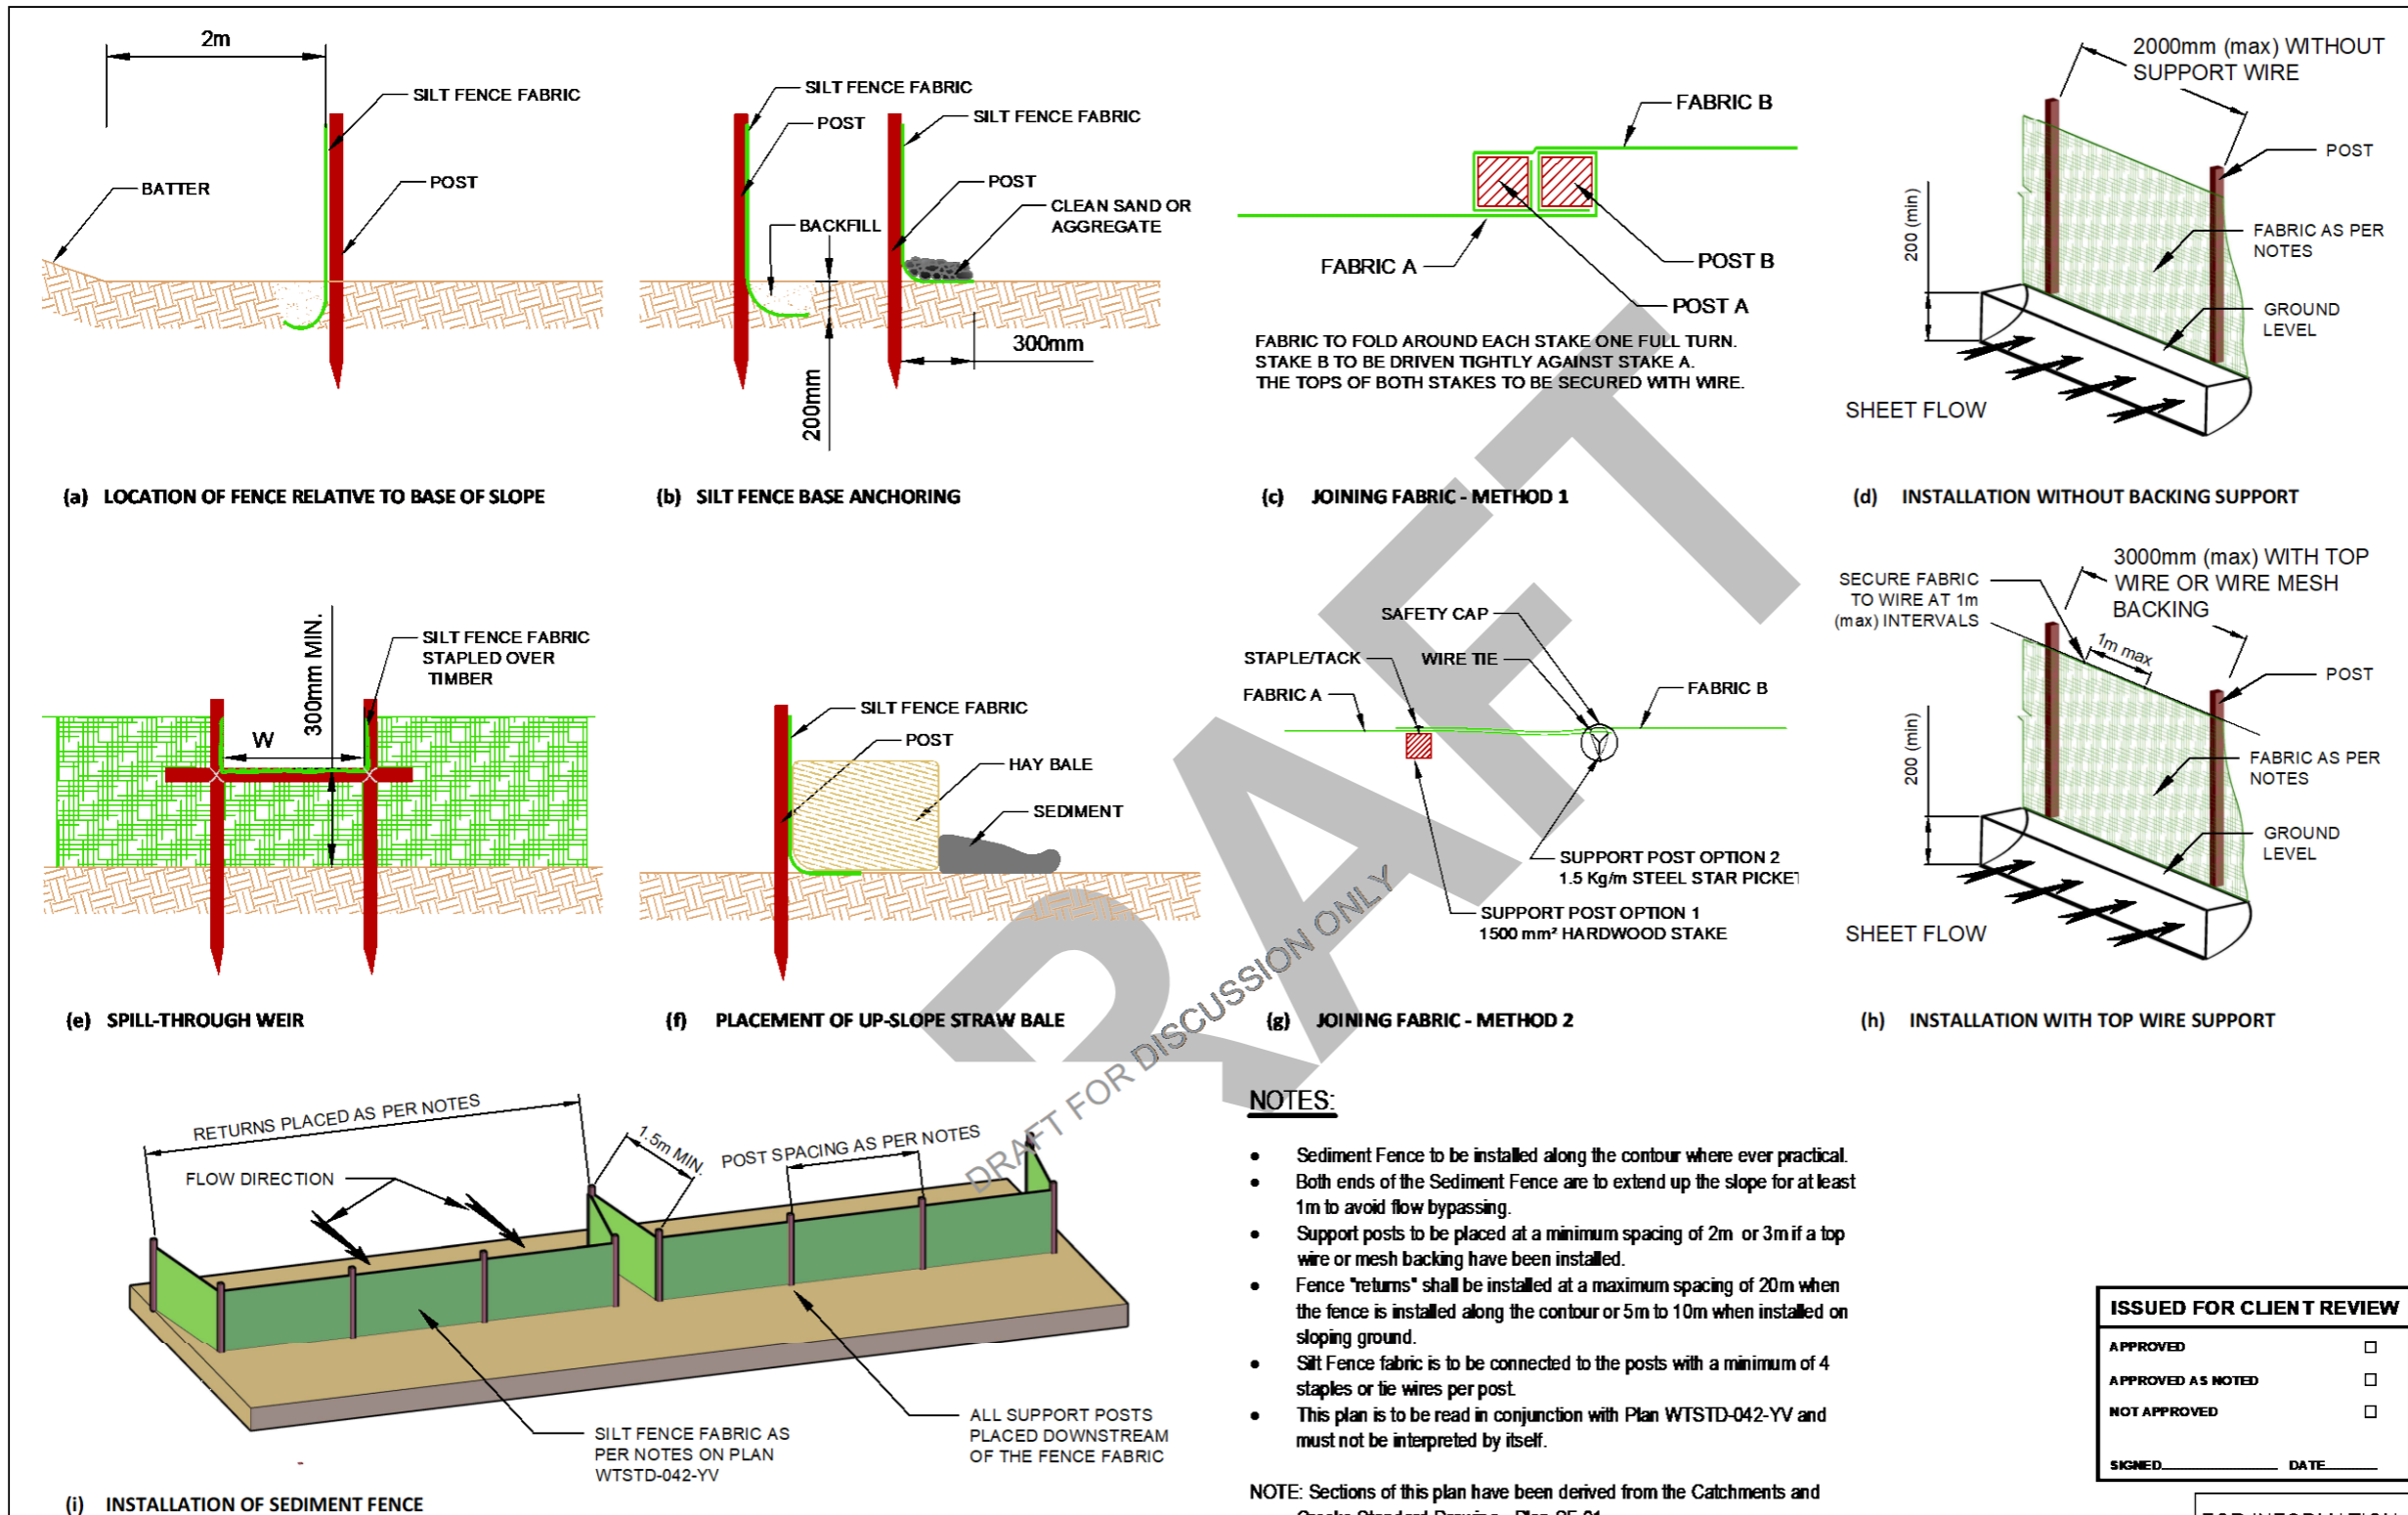 2m
SILT FENCE FABRIC
BATTER
POST
(a) LOCATION OF FENCE RELATIVE TO BASE OF SLOPE
SILT FENCE FABRIC
POST
SILT FENCE FABRIC
POST
BACKFILL
CLEAN SAND OR
AGGREGATE
300mm
200mm
(b) SILT FENCE BASE ANCHORING
FABRIC B
FABRIC A
POST B
POST A
FABRIC TO FOLD AROUND EACH STAKE ONE FULL TURN.
STAKE B TO BE DRIVEN TIGHTLY AGAINST STAKE A.
THE TOPS OF BOTH STAKES TO BE SECURED WITH WIRE.
(c) JOINING FABRIC - METHOD 1
2000mm (max) WITHOUT
SUPPORT WIRE
POST
200 (min)
FABRIC AS PER
NOTES
GROUND
LEVEL
SHEET FLOW
(d) INSTALLATION WITHOUT BACKING SUPPORT
300mm MIN.
SILT FENCE FABRIC
STAPLED OVER
TIMBER
W
(e) SPILL-THROUGH WEIR
SILT FENCE FABRIC
POST
HAY BALE
SEDIMENT
(f) PLACEMENT OF UP-SLOPE STRAW BALE
SAFETY CAP
STAPLE/TACK
WIRE TIE
FABRIC A
FABRIC B
SUPPORT POST OPTION 2
1.5 Kg/m STEEL STAR PICKET
SUPPORT POST OPTION 1
1500 mm² HARDWOOD STAKE
(g) JOINING FABRIC - METHOD 2
3000mm (max) WITH TOP
WIRE OR WIRE MESH
BACKING
SECURE FABRIC
TO WIRE AT 1m
(max) INTERVALS
1m max
POST
200 (min)
FABRIC AS PER
NOTES
GROUND
LEVEL
SHEET FLOW
(h) INSTALLATION WITH TOP WIRE SUPPORT
DRAFT
DRAFT FOR DISCUSSION ONLY
RETURNS PLACED AS PER NOTES
1.5m MIN.
POST SPACING AS PER NOTES
FLOW DIRECTION
SILT FENCE FABRIC AS
PER NOTES ON PLAN
WTSTD-042-YV
ALL SUPPORT POSTS
PLACED DOWNSTREAM
OF THE FENCE FABRIC
(i) INSTALLATION OF SEDIMENT FENCE
NOTES:
• Sediment Fence to be installed along the contour where ever practical.
• Both ends of the Sediment Fence are to extend up the slope for at least
1m to avoid flow bypassing.
• Support posts to be placed at a minimum spacing of 2m or 3m if a top
wire or mesh backing have been installed.
• Fence "returns" shall be installed at a maximum spacing of 20m when
the fence is installed along the contour or 5m to 10m when installed on
sloping ground.
• Silt Fence fabric is to be connected to the posts with a minimum of 4
staples or tie wires per post.
• This plan is to be read in conjunction with Plan WTSTD-042-YV and
must not be interpreted by itself.
NOTE: Sections of this plan have been derived from the Catchments and
Creeks Standard Drawing - Plan SF-01
ISSUED FOR CLIENT REVIEW
APPROVED
APPROVED AS NOTED
NOT APPROVED
SIGNED DATE
FOR INFORMATION